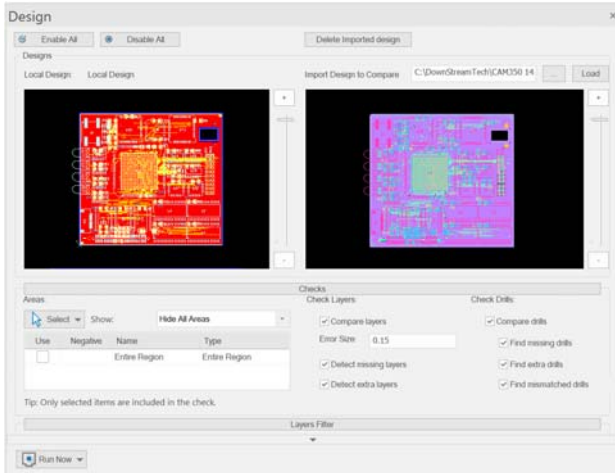 Design
Enable All
Disable All
Delete Imported design
Designs
Local Design: Local Design
Import Design to Compare C:\DownStreamTech\CAM350 14 ... Load
Checks
Areas
Select Show: Hide All Areas
Use Negative Name Type
Entire Region Entire Region
Tip: Only selected items are included in the check.
Check Layers:
Compare layers
Error Size: 0.15
Detect missing layers
Detect extra layers
Check Drills:
Compare drills
Find missing drills
Find extra drills
Find mismatched drills
Layers Filter
Run Now